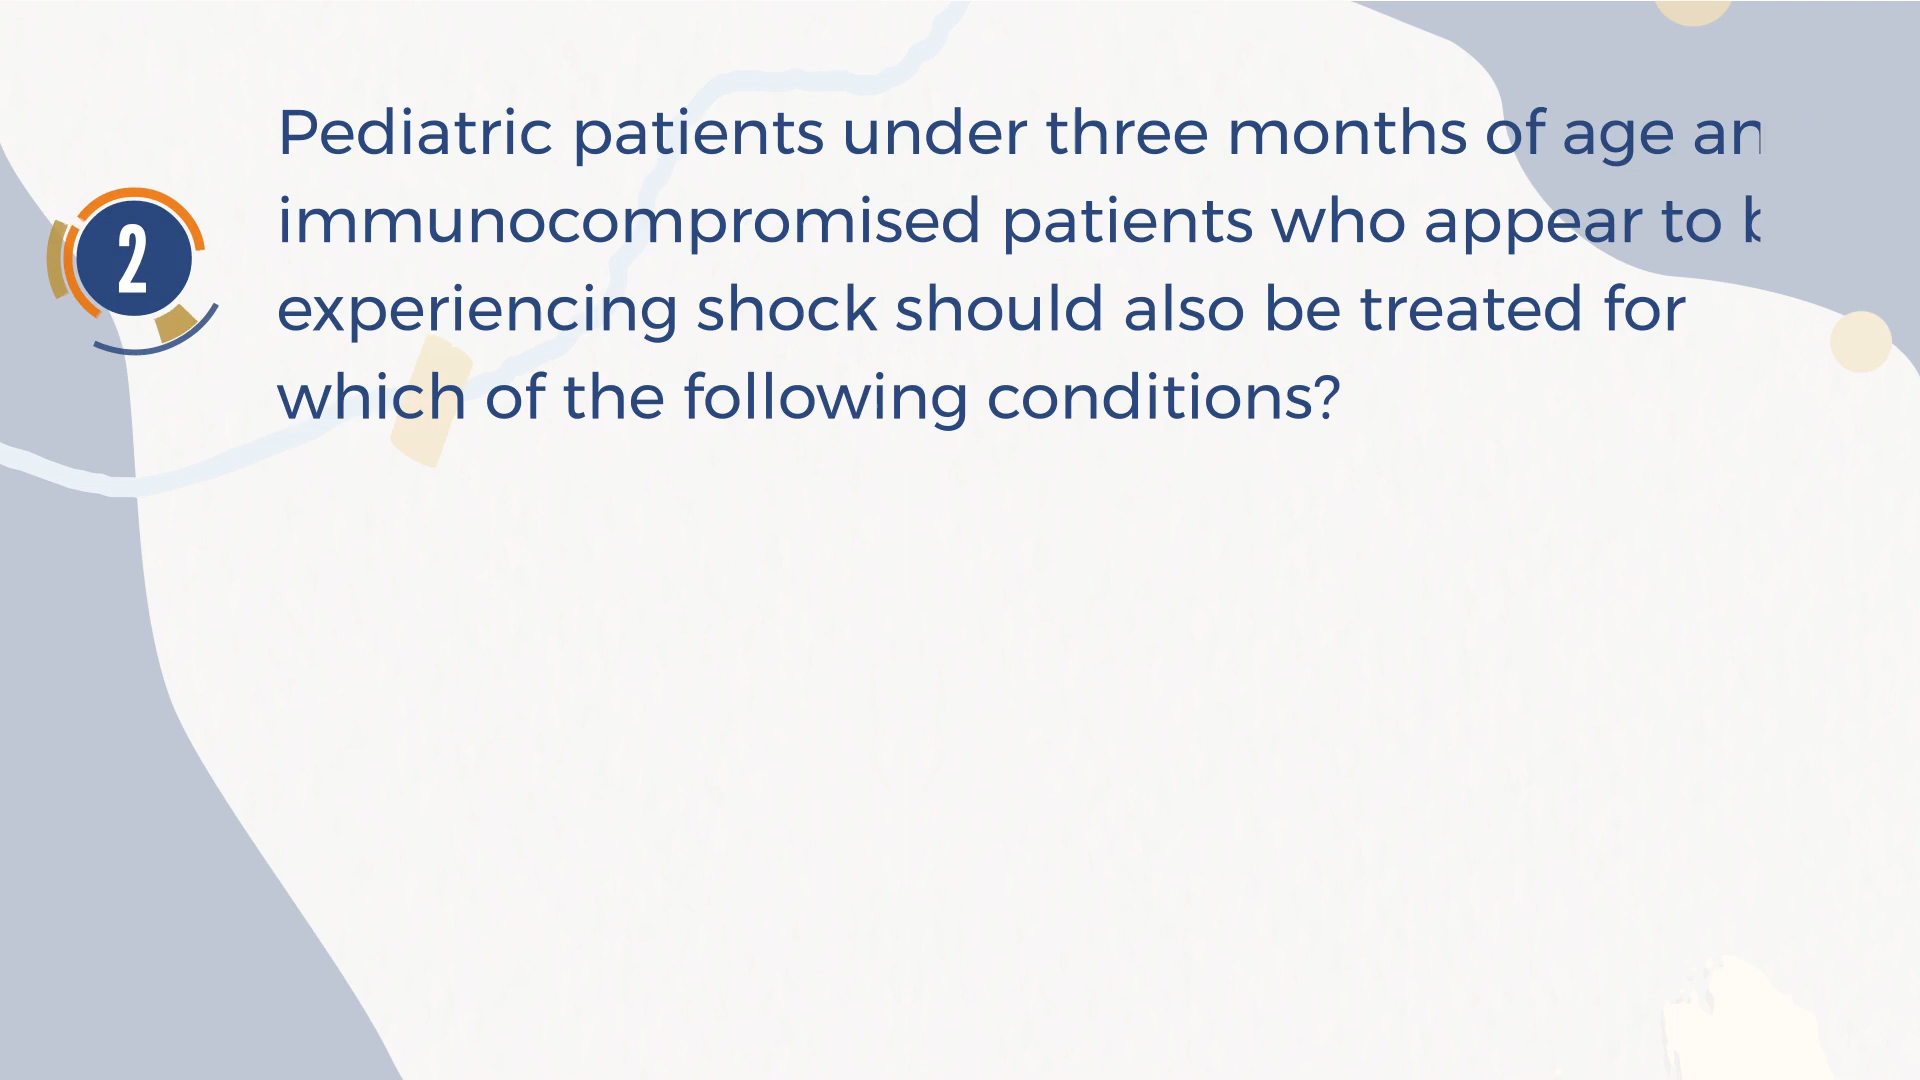 Pediatric patients under three months of age an
2
immunocompromised patients who appear to
experiencing shock should also be treated for
which of the following conditions?